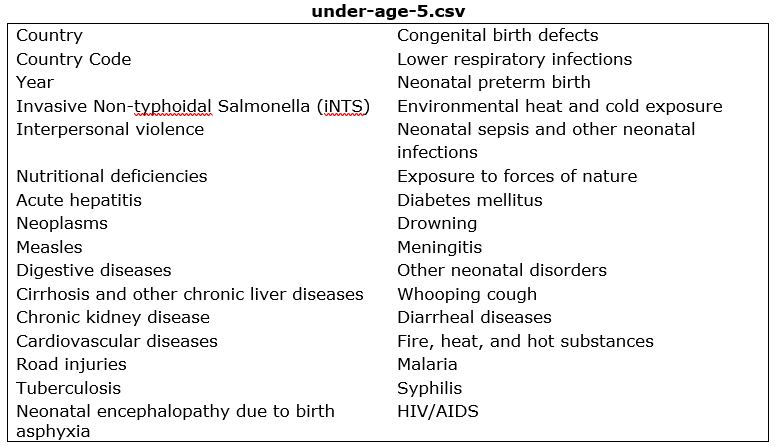 under-age-5.csv
Country
Country Code
Year
Invasive Non-typhoidal Salmonella (iNTS)
Interpersonal violence
Nutritional deficiencies
Acute hepatitis
Neoplasms
Measles
Digestive diseases
Cirrhosis and other chronic liver diseases
Chronic kidney disease
Cardiovascular diseases
Road injuries
Tuberculosis
Neonatal encephalopathy due to birth
asphyxia
Congenital birth defects
Lower respiratory infections
Neonatal preterm birth
Environmental heat and cold exposure
Neonatal sepsis and other neonatal
infections
Exposure to forces of nature
Diabetes mellitus
Drowning
Meningitis
Other neonatal disorders
Whooping cough
Diarrheal diseases
Fire, heat, and hot substances
Malaria
Syphilis
HIV/AIDS